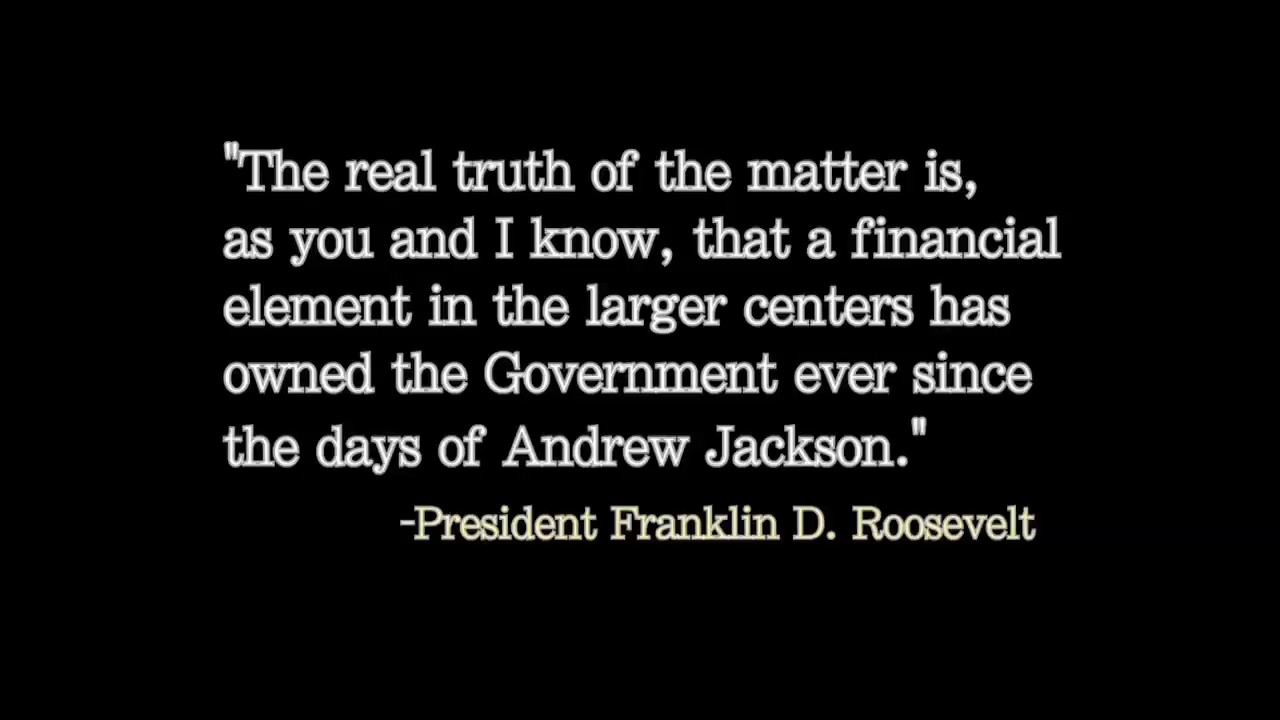 "The real truth of the matter is,
as you and I know, that a financial
element in the larger centers has
owned the Government ever since
the days of Andrew Jackson."
-President Franklin D. Roosevelt